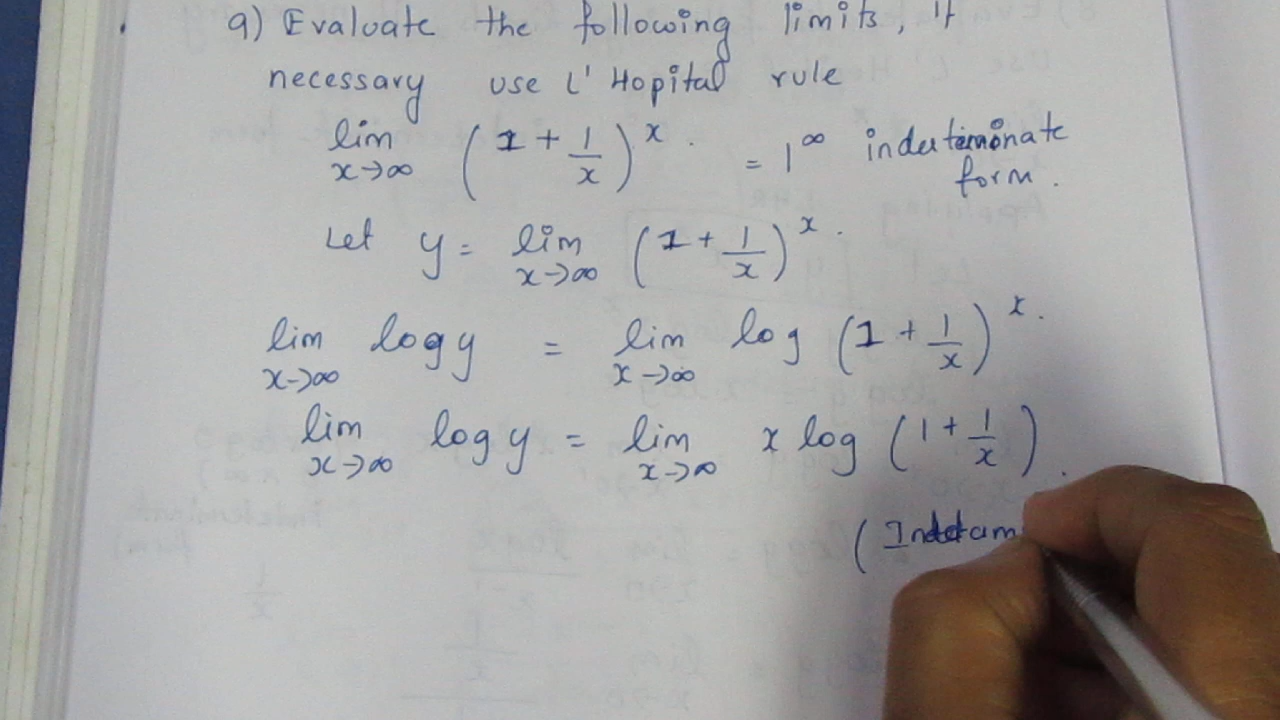 9) Evaluate the following limits, if
necessary use L' Hopital rule
lim x→∞ (1 + 1/x)^x . = 1^∞ indeterminate
form .
Let y = lim x→∞ (1 + 1/x)^x .
lim x→∞ log y = lim x→∞ log (1 + 1/x)^x .
lim x→∞ log y = lim x→∞ x log (1 + 1/x) .